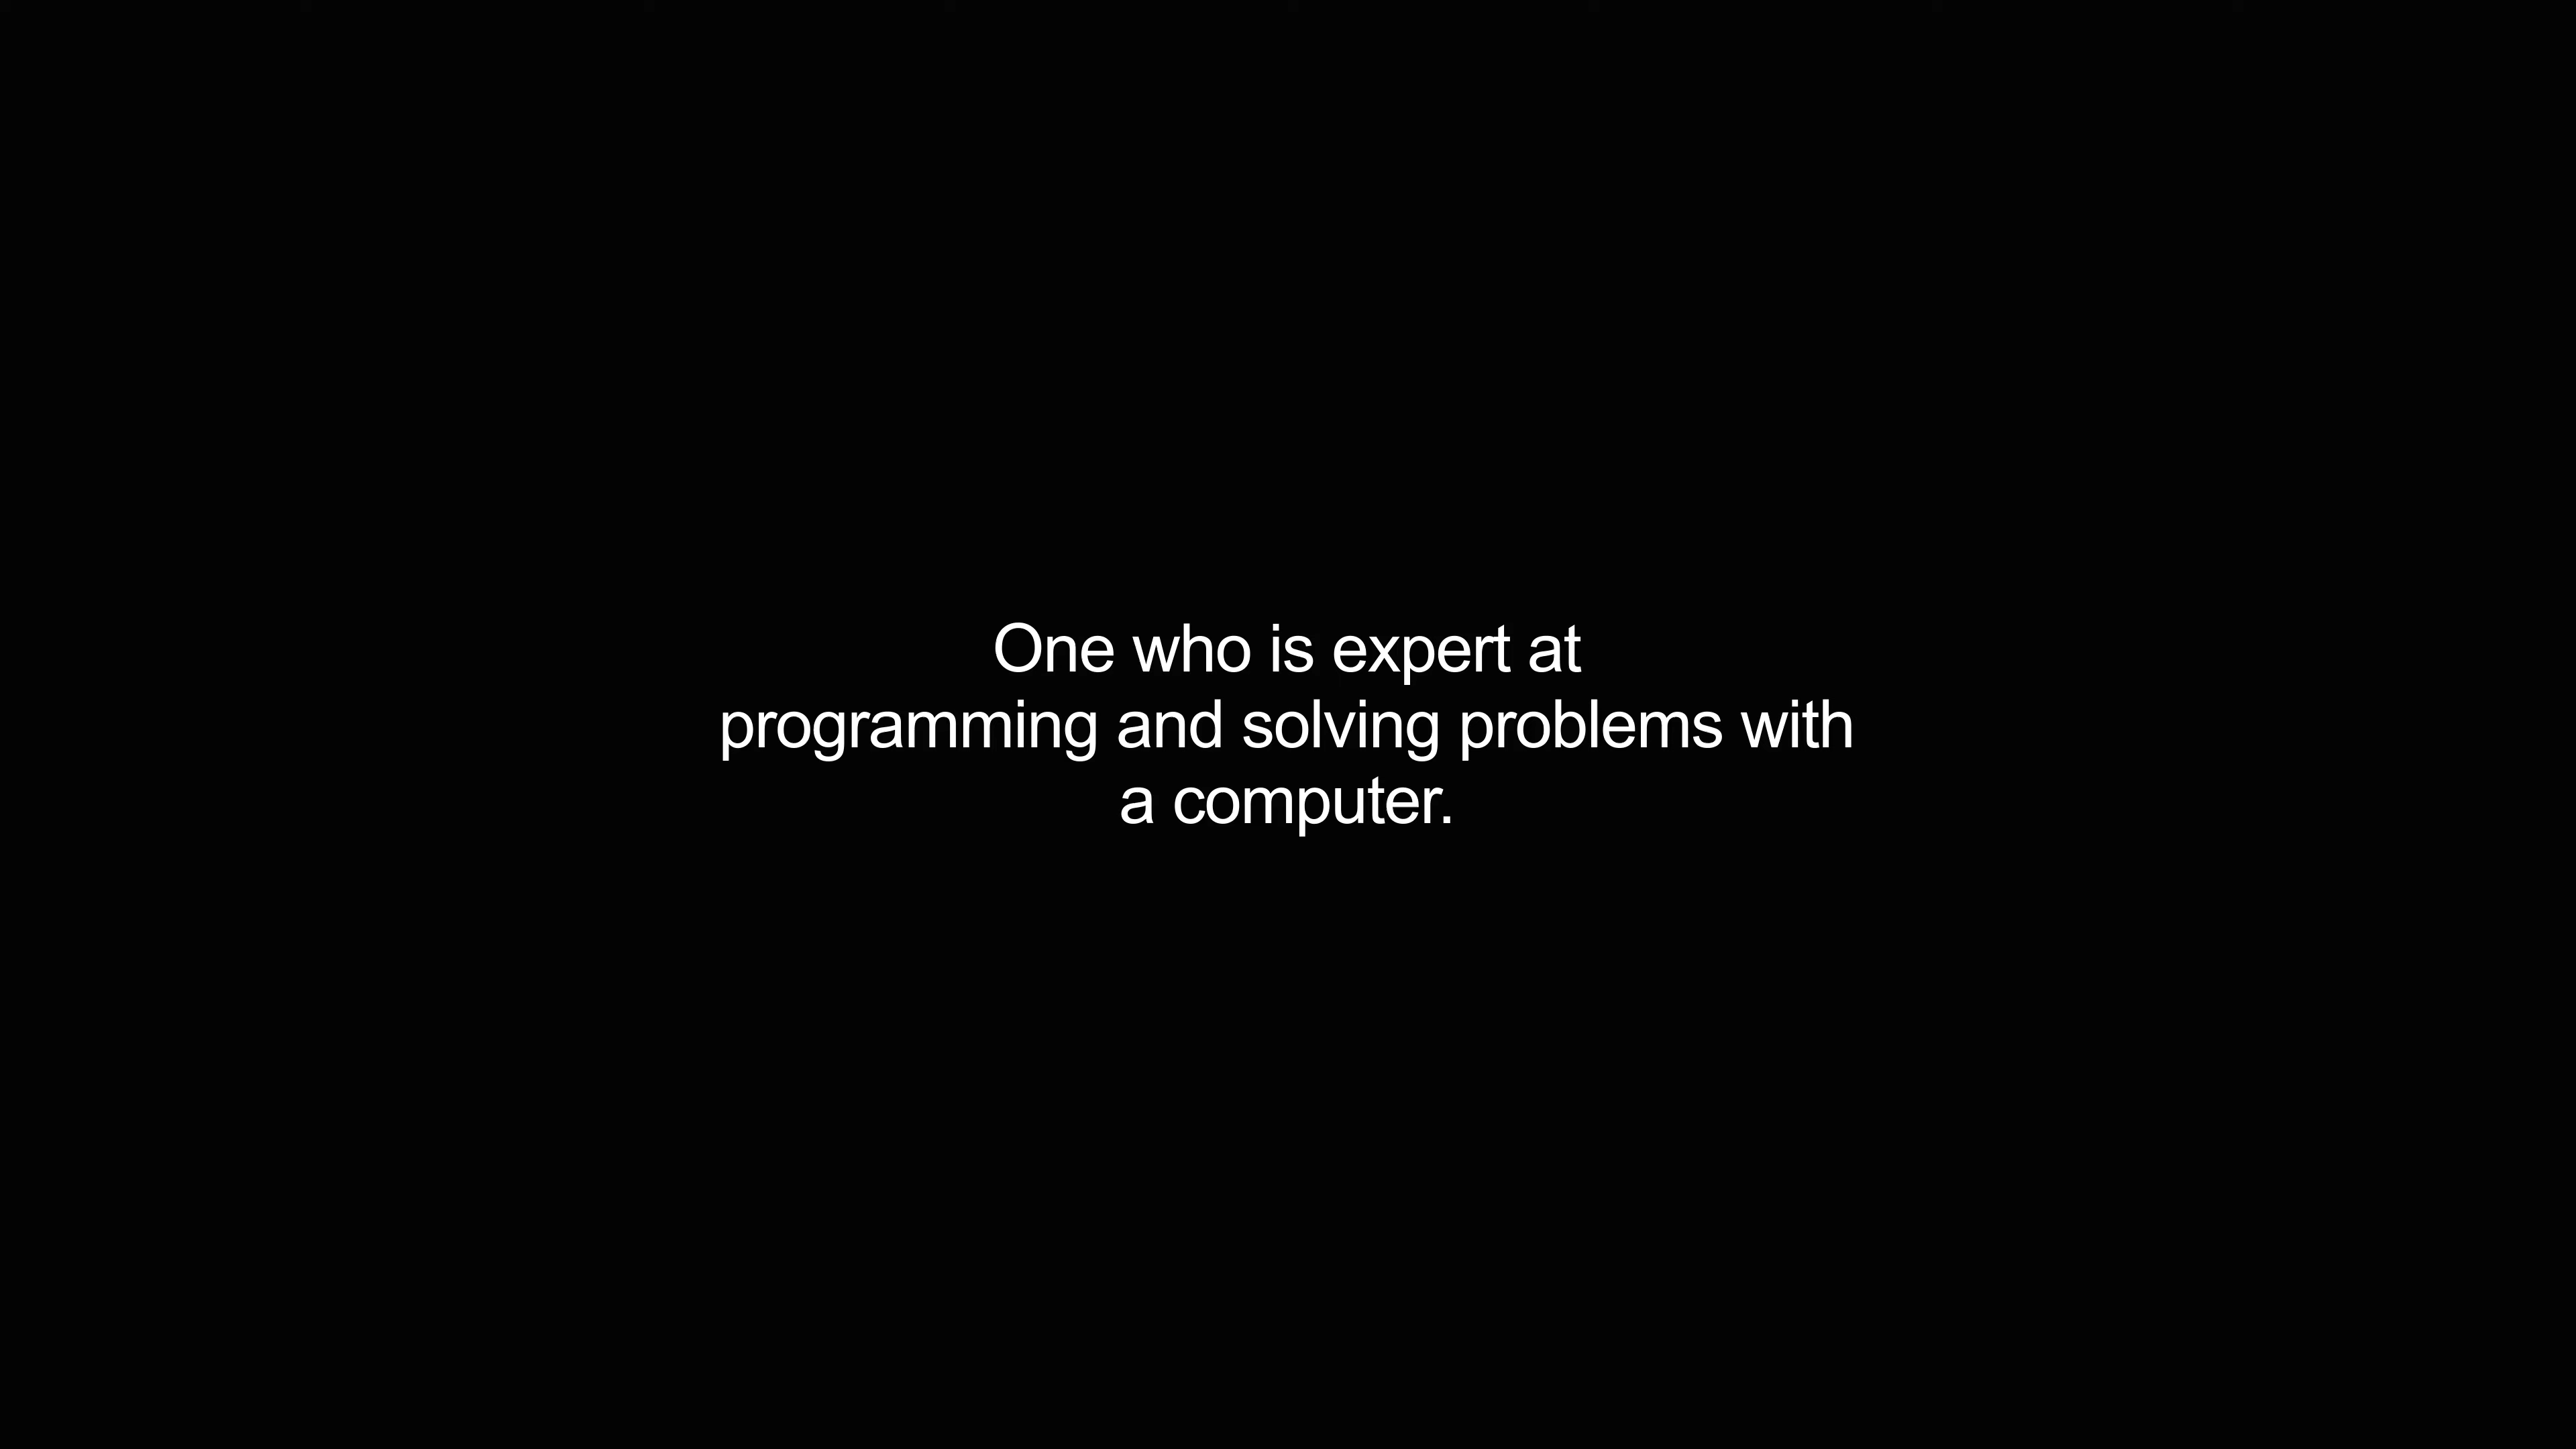 One who is expert at
programming and solving problems with
a computer.